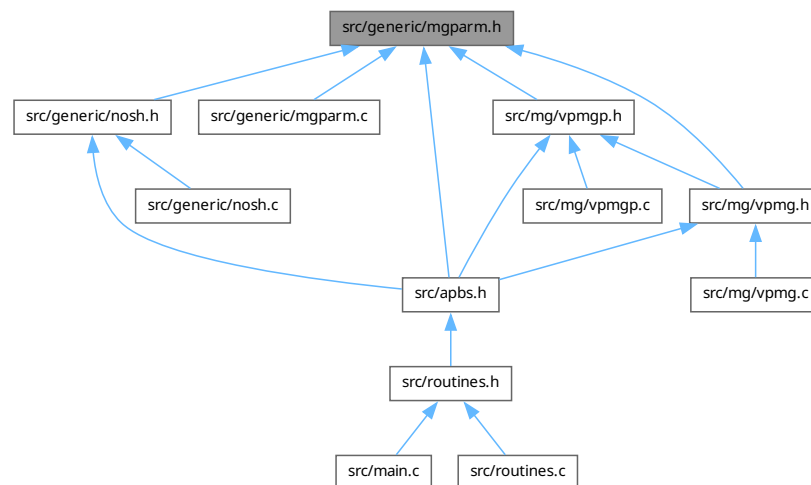 src/generic/mgparm.h
src/generic/nosh.h
src/generic/mgparm.c
src/mg/vpmgp.h
src/generic/nosh.c
src/mg/vpmgp.c
src/mg/vpmg.h
src/apbs.h
src/mg/vpmg.c
src/routines.h
src/main.c
src/routines.c